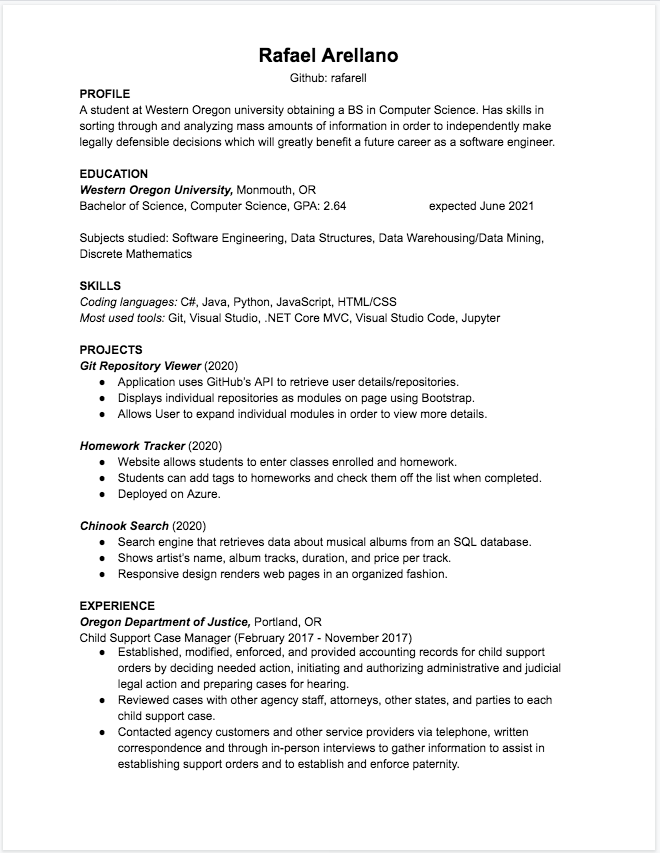 Rafael Arellano
Github: rafarell
PROFILE
A student at Western Oregon university obtaining a BS in Computer Science. Has skills in
sorting through and analyzing mass amounts of information in order to independently make
legally defensible decisions which will greatly benefit a future career as a software engineer.
EDUCATION
Western Oregon University, Monmouth, OR
Bachelor of Science, Computer Science, GPA: 2.64 expected June 2021
Subjects studied: Software Engineering, Data Structures, Data Warehousing/Data Mining,
Discrete Mathematics
SKILLS
Coding languages: C#, Java, Python, JavaScript, HTML/CSS
Most used tools: Git, Visual Studio, .NET Core MVC, Visual Studio Code, Jupyter
PROJECTS
Git Repository Viewer (2020)
● Application uses GitHub's API to retrieve user details/repositories.
● Displays individual repositories as modules on page using Bootstrap.
● Allows User to expand individual modules in order to view more details.
Homework Tracker (2020)
● Website allows students to enter classes enrolled and homework.
● Students can add tags to homeworks and check them off the list when completed.
● Deployed on Azure.
Chinook Search (2020)
● Search engine that retrieves data about musical albums from an SQL database.
● Shows artist's name, album tracks, duration, and price per track.
● Responsive design renders web pages in an organized fashion.
EXPERIENCE
Oregon Department of Justice, Portland, OR
Child Support Case Manager (February 2017 - November 2017)
● Established, modified, enforced, and provided accounting records for child support
orders by deciding needed action, initiating and authorizing administrative and judicial
legal action and preparing cases for hearing.
● Reviewed cases with other agency staff, attorneys, other states, and parties to each
child support case.
● Contacted agency customers and other service providers via telephone, written
correspondence and through in-person interviews to gather information to assist in
establishing support orders and to establish and enforce paternity.